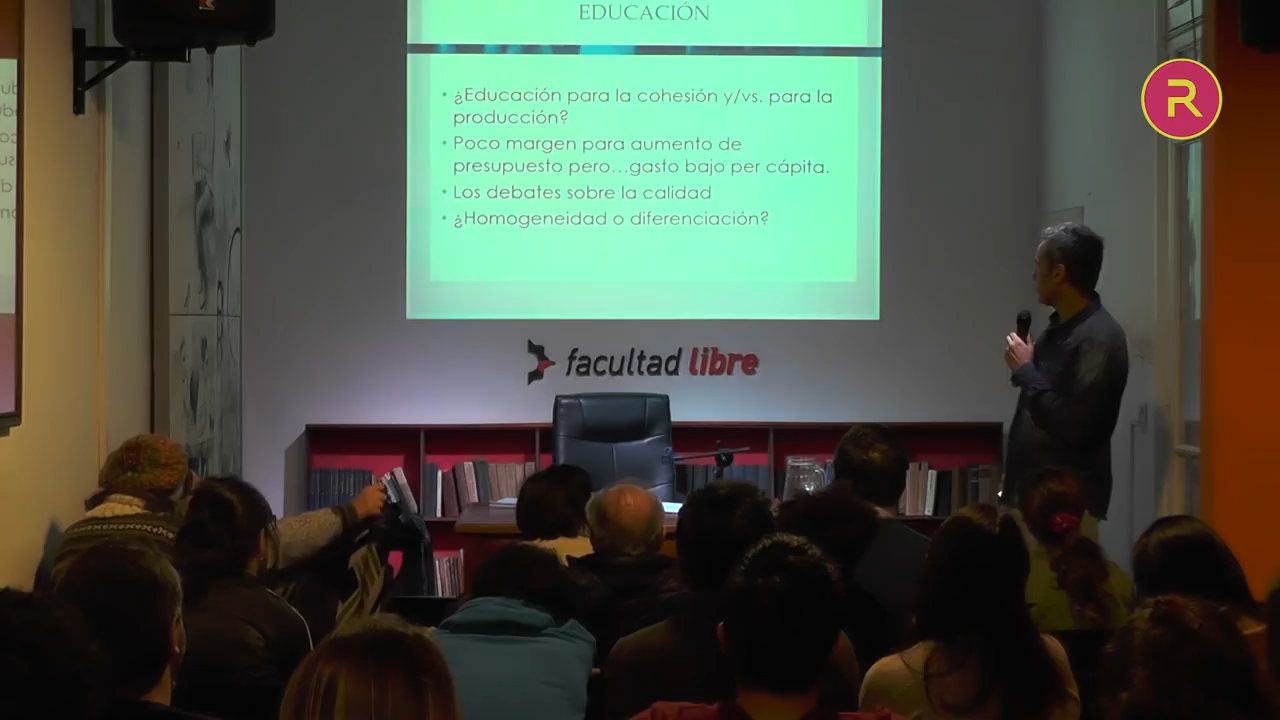 EDUCACIÓN
• ¿Educación para la cohesión y/vs. para la
producción?
• Poco margen para aumento de
presupuesto pero...gasto bajo per cápita.
• Los debates sobre la calidad
• ¿Homogeneidad o diferenciación?
facultad libre
R